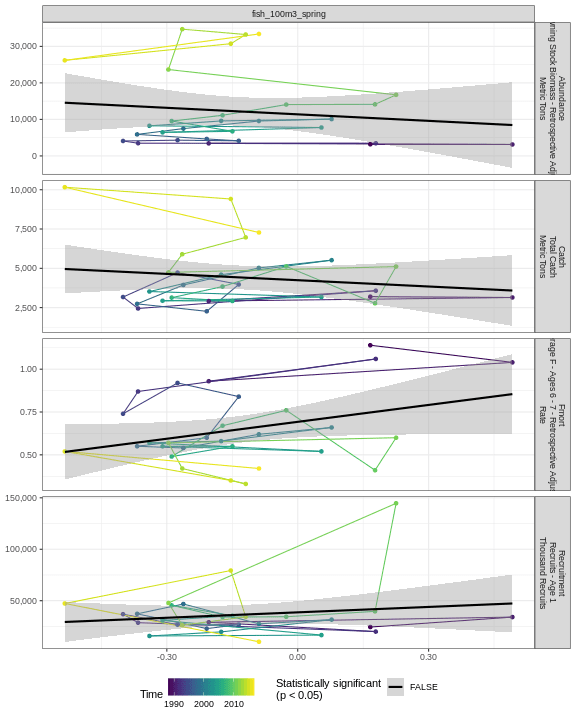 fish_100m3_spring
30,000
20,000
10,000
0
Abundance
Stock Biomass - Retrospective Adj
Metric Tons
10,000
7,500
5,000
2,500
Catch
Total Catch
Metric Tons
1.00
0.75
0.50
Fmort
F - Ages 6 - 7 - Retrospective
Rate
150,000
100,000
50,000
Recruitment
Recruits - Age 1
Thousand Recruits
-0.30
0.00
0.30
Time
1990 2000 2010
Statistically significant
(p < 0.05)
FALSE